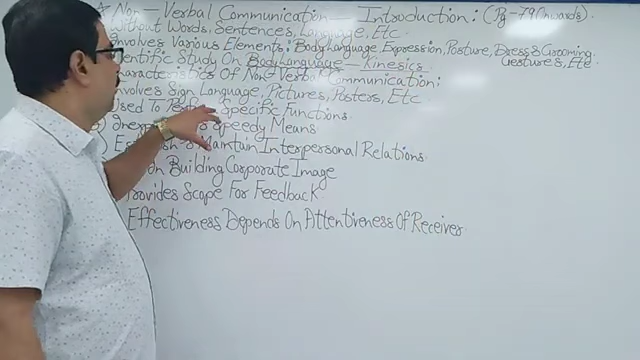 * Non-Verbal Communication Introduction: (Pg-79 Onwards).
Without Words, Sentences, Language, Etc
Involves Various Elements: Body Language Expression, Posture, Dress & Grooming
Gestures, Etc
Scientific Study On Body Language - Kinesics.
Characteristics Of Non-Verbal Communication:
Involves Sign Language, Pictures, Posters, Etc
Used To Specific Functions.
Speedy Means
Maintain Interpersonal Relations.
On Building Corporate Image
Provides Scope For Feedback.
Effectiveness Depends On Attentiveness Of Receiver